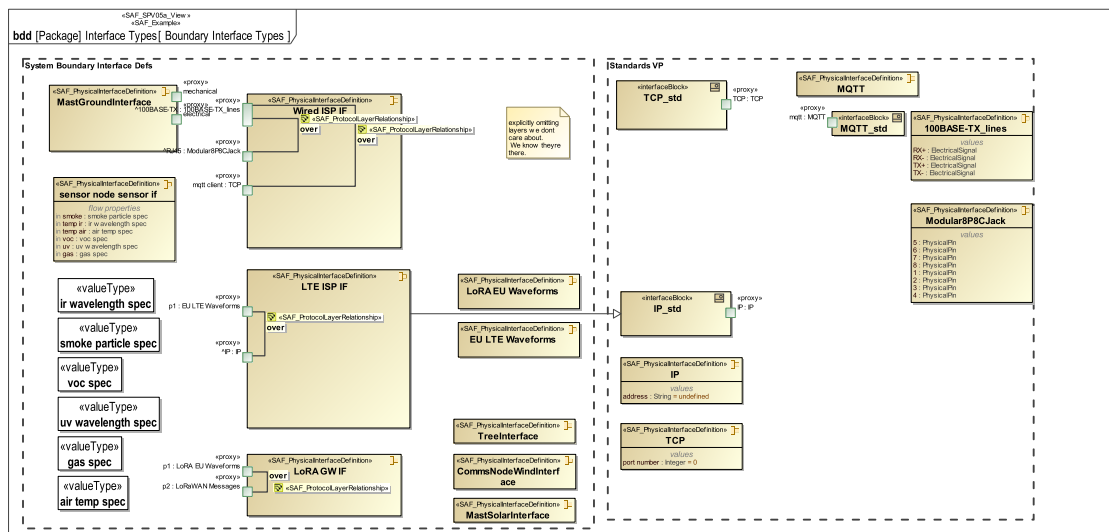 «SAF_SPV05a_View »
«SAF_Example»
bdd [Package] Interface Types[ Boundary Interface Types ]
System Boundary Interface Defs
«SAF_PhysicalInterfaceDefinition»
MastGroundInterface
«proxy»
mechanical
«proxy»
electrical
«SAF_PhysicalInterfaceDefinition»
Wired ISP IF
«proxy»
^100BASE-TX : 100BASE-TX_lines
«SAF_ProtocolLayerRelationship»
over
«SAF_ProtocolLayerRelationship»
over
«proxy»
^RJ45 : Modular8P8CJack
«proxy»
mqtt client : TCP
explicitly omitting
layers we dont
care about.
We know theyre
there.
«SAF_PhysicalInterfaceDefinition»
sensor node sensor if
flow properties
in smoke : smoke particle spec
in temp ir : ir wavelength spec
in temp air : air temp spec
in voc : voc spec
in uv : uv wavelength spec
in gas : gas spec
«valueType»
ir wavelength spec
«valueType»
smoke particle spec
«valueType»
voc spec
«valueType»
uv wavelength spec
«valueType»
gas spec
«valueType»
air temp spec
«SAF_PhysicalInterfaceDefinition»
LTE ISP IF
«proxy»
p1 : EU LTE Waveforms
«SAF_ProtocolLayerRelationship»
over
«proxy»
^IP : IP
«SAF_PhysicalInterfaceDefinition»
LoRA EU Waveforms
«SAF_PhysicalInterfaceDefinition»
EU LTE Waveforms
«SAF_PhysicalInterfaceDefinition»
LoRA GW IF
«proxy»
p1 : LoRA EU Waveforms
«proxy»
p2 : LoRaWAN Messages
over
«SAF_ProtocolLayerRelationship»
«SAF_PhysicalInterfaceDefinition»
TreeInterface
«SAF_PhysicalInterfaceDefinition»
CommsNodeWindInterf
ace
«SAF_PhysicalInterfaceDefinition»
MastSolarInterface
Standards VP
«interfaceBlock»
TCP_std
«proxy»
TCP : TCP
«SAF_PhysicalInterfaceDefinition»
MQTT
«proxy»
mqtt : MQTT
«interfaceBlock»
MQTT_std
«SAF_PhysicalInterfaceDefinition»
100BASE-TX_lines
values
RX+ : ElectricalSignal
RX- : ElectricalSignal
TX+ : ElectricalSignal
TX- : ElectricalSignal
«SAF_PhysicalInterfaceDefinition»
Modular8P8CJack
values
5 : PhysicalPin
6 : PhysicalPin
7 : PhysicalPin
8 : PhysicalPin
1 : PhysicalPin
2 : PhysicalPin
3 : PhysicalPin
4 : PhysicalPin
«interfaceBlock»
IP_std
«proxy»
IP : IP
«SAF_PhysicalInterfaceDefinition»
IP
values
address : String = undefined
«SAF_PhysicalInterfaceDefinition»
TCP
values
port number : Integer = 0